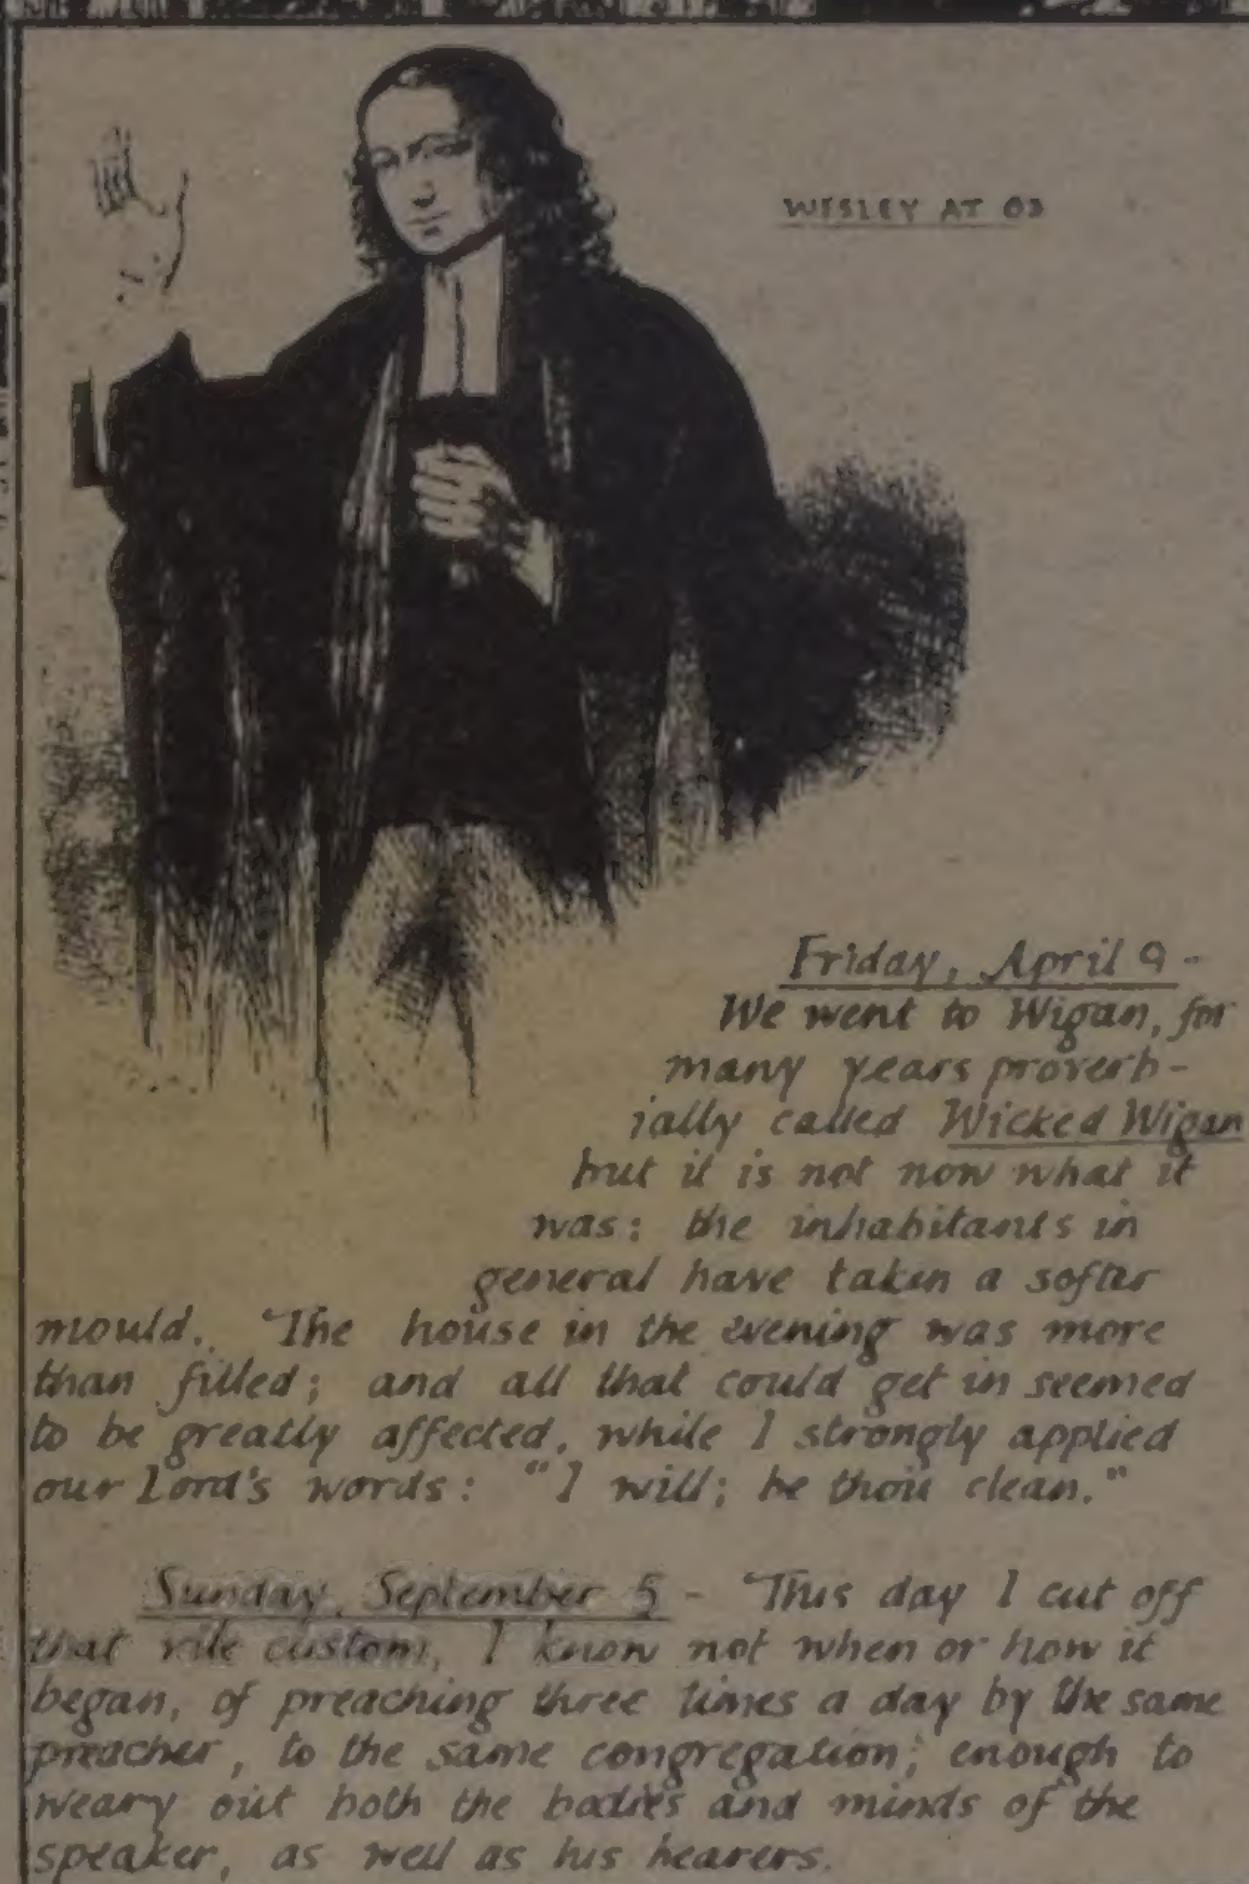 WESLEY AT 63
Friday, April 9 -
We went to Wigan, for
many years proverb-
ially called Wicked Wigan
but it is not now what it
was: the inhabitants in
general have taken a softer
mould. The house in the evening was more
than filled; and all that could get in seemed
to be greatly affected, while I strongly applied
our Lord's words: "I will; be thou clean."
Sunday, September 5 - This day I cut off
that vile custom, I know not when or how it
began, of preaching three times a day by the same
preacher, to the same congregation; enough to
weary out both the bodies and minds of the
speaker, as well as his hearers.